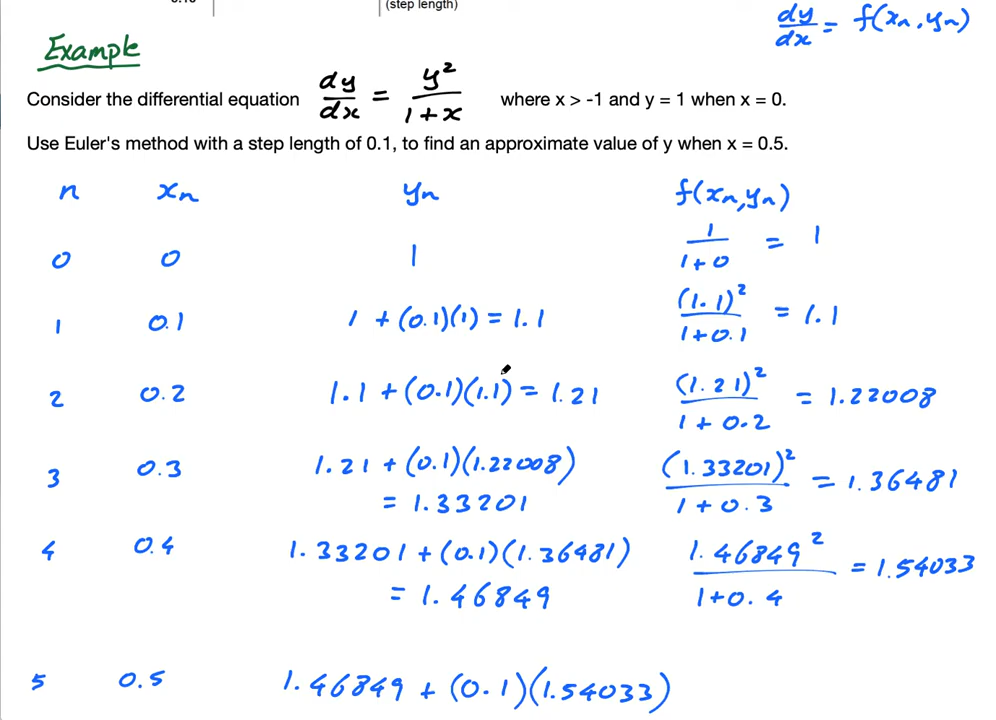 (step length)
dy/dx = f(xn, yn)
Example
Consider the differential equation dy/dx = y²/(1+x) where x > -1 and y = 1 when x = 0.
Use Euler's method with a step length of 0.1, to find an approximate value of y when x = 0.5.
n xn yn f(xn, yn)
0 0 1 1/(1+0) = 1
1 0.1 1 + (0.1)(1) = 1.1 (1.1)²/(1+0.1) = 1.1
2 0.2 1.1 + (0.1)(1.1) = 1.21 (1.21)²/(1+0.2) = 1.22008
3 0.3 1.21 + (0.1)(1.22008) (1.33201)²/(1+0.3) = 1.36481
= 1.33201
4 0.4 1.33201 + (0.1)(1.36481) 1.46849²/(1+0.4) = 1.54033
= 1.46849
5 0.5 1.46849 + (0.1)(1.54033)